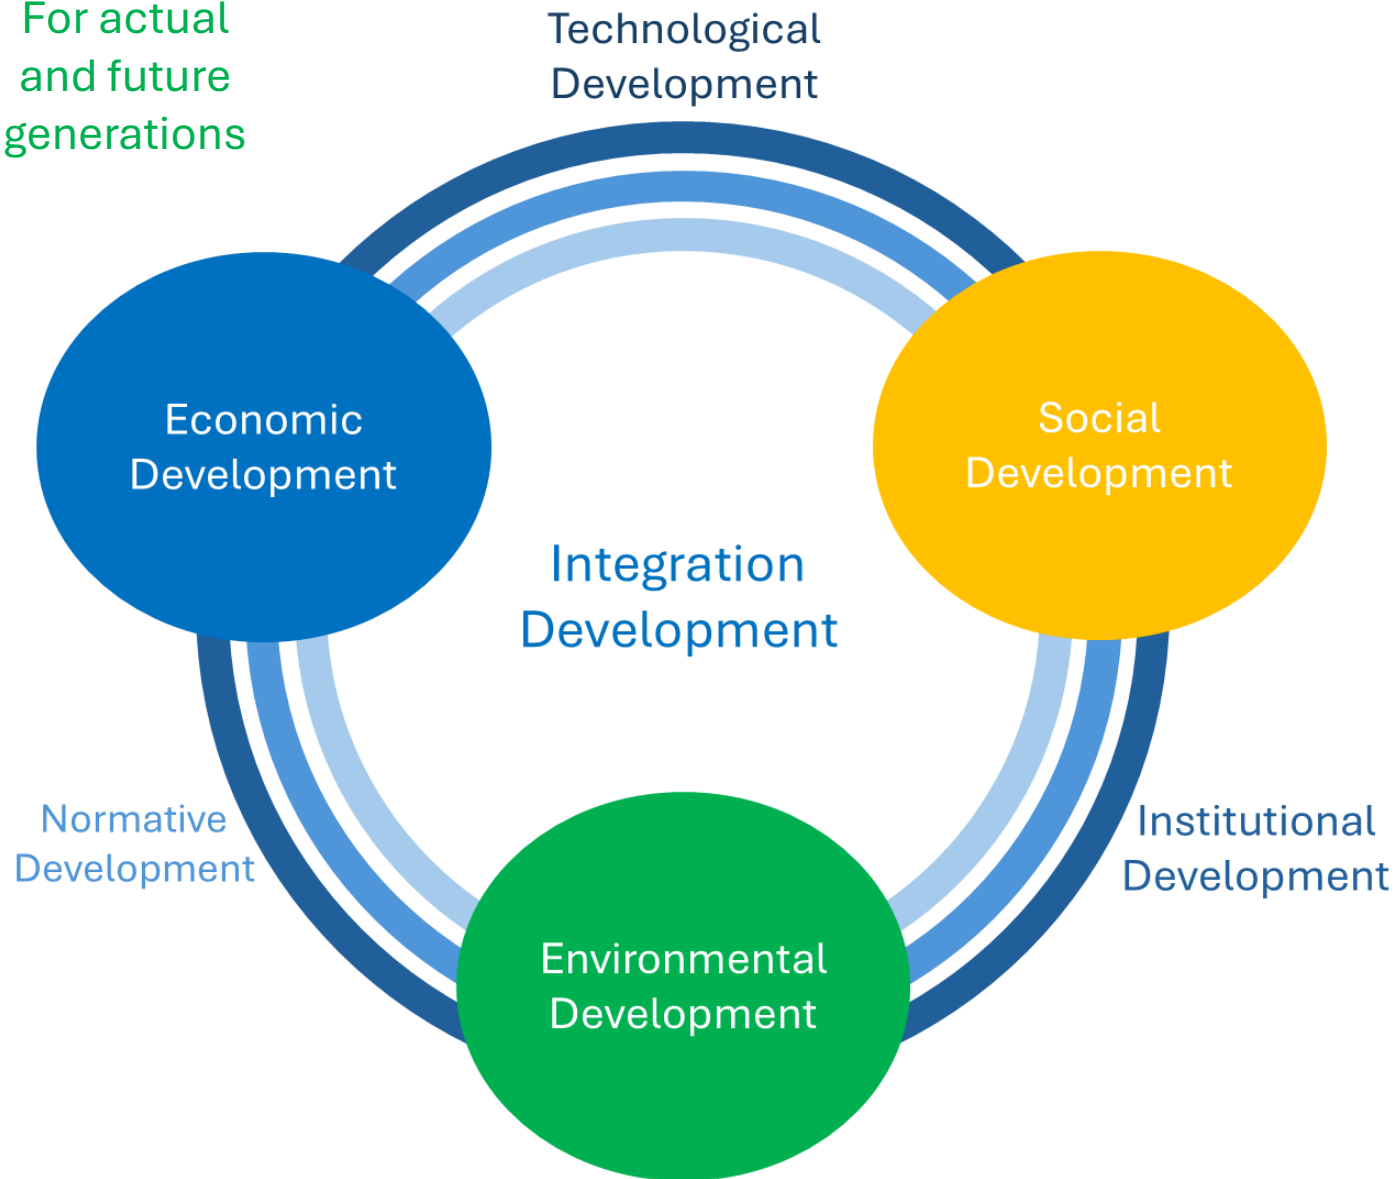 For actual
and future
generations
Technological
Development
Economic
Development
Social
Development
Integration
Development
Normative
Development
Institutional
Development
Environmental
Development